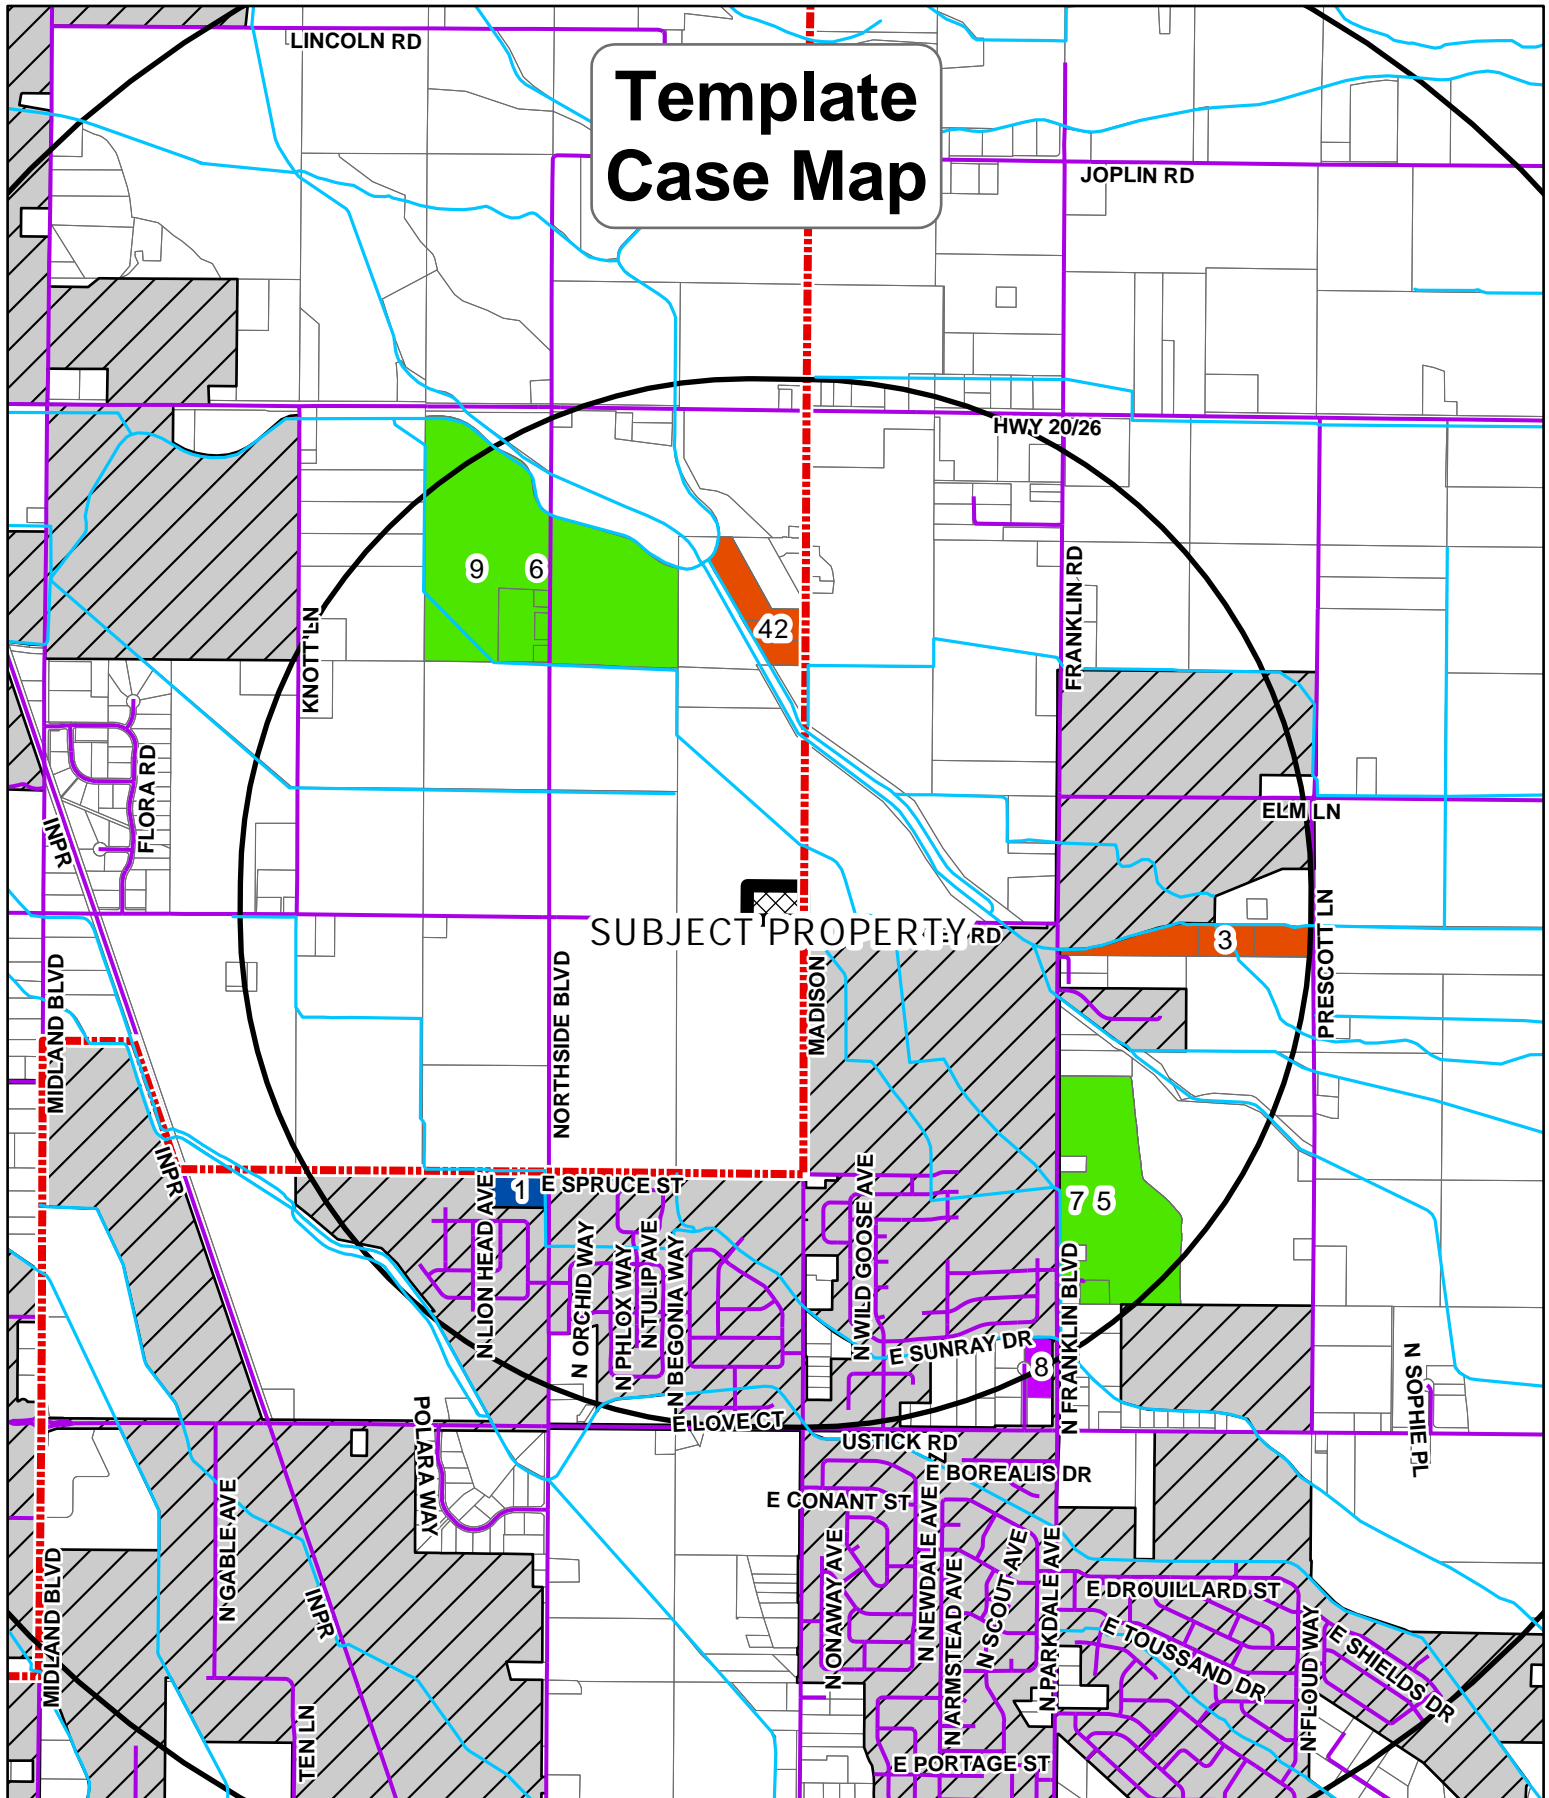 LINCOLN RD
Template
Case Map
JOPLIN RD
HWY 20/26
9
6
42
FRANKLIN RD
KNOTT LN
FLORA RD
INPR
ELM LN
SUBJECT PROPERTY
RD
3
PRESCOTT LN
MIDLAND BLVD
NORTHSIDE BLVD
MADISON
INPR
1
E SPRUCE ST
7 5
N LION HEAD AVE
N ORCHID WAY
N PHLOX WAY
N TULIP AVE
N BEGONIA WAY
N WILD GOOSE AVE
E SUNRAY DR
8
N FRANKLIN BLVD
N SOPHIE PL
POLARA WAY
E LOVE CT
USTICK RD
E BOREALIS DR
E CONANT ST
N GABLE AVE
INPR
MIDLAND BLVD
N ONAWAY AVE
N NEWDALE AVE
N ARMSTEAD AVE
N SCOUT AVE
N PARKDALE AVE
E DROUILLARD ST
E TOUSSAND DR
N FLOUD WAY
E SHIELDS DR
TEN LN
E PORTAGE ST